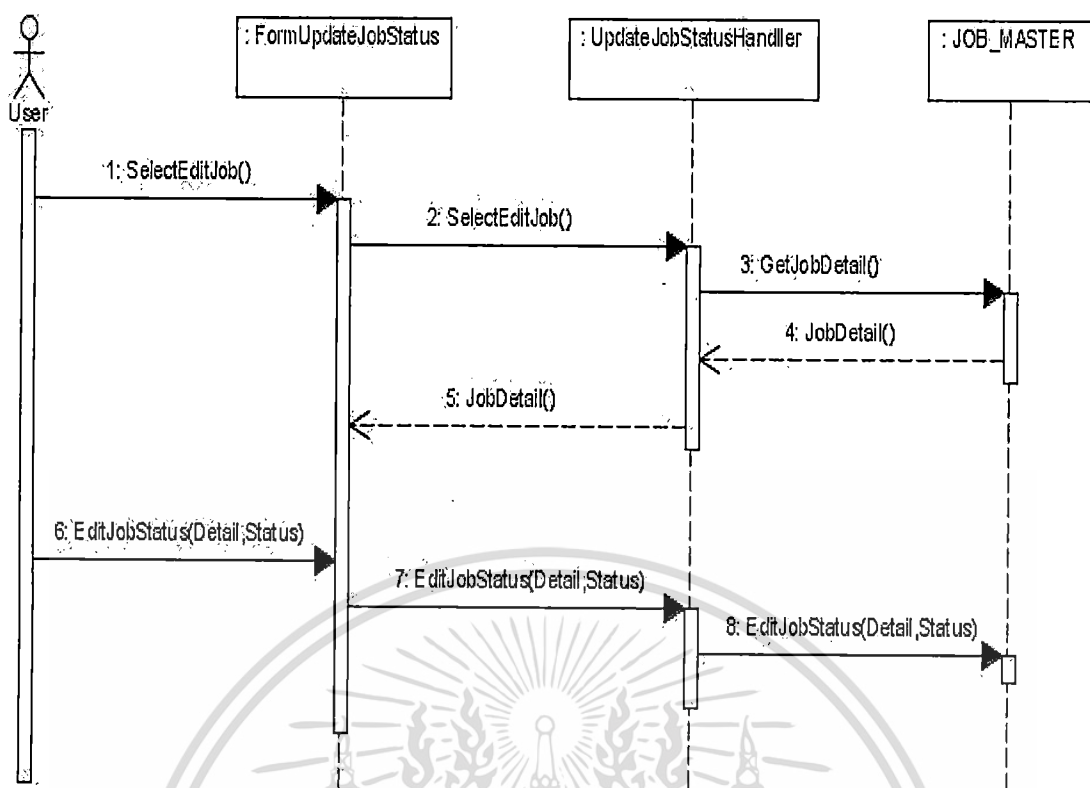 : FormUpdateJobStatus
: UpdateJobStatusHandller
: JOB_MASTER
User
1: SelectEditJob()
2: SelectEditJob()
3: GetJobDetail()
4: JobDetail()
5: JobDetail()
6: EditJobStatus(Detail,Status)
7: EditJobStatus(Detail,Status)
8: EditJobStatus(Detail,Status)